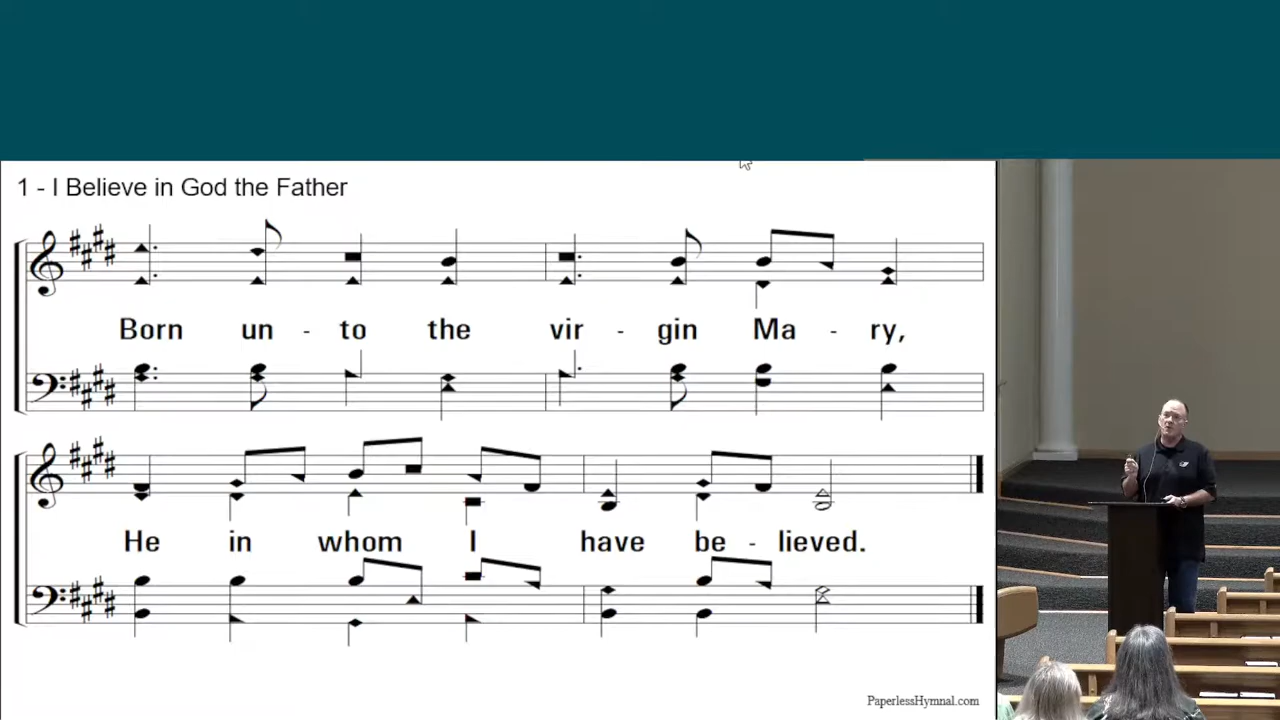 1 - I Believe in God the Father
Born un - to the vir - gin Ma - ry,
He in whom I have be - lieved.
PaperlessHymnal.com